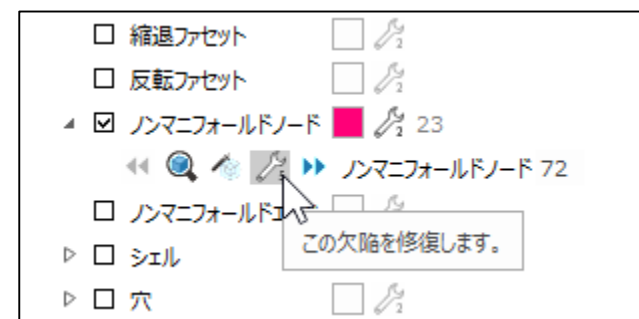 縮退ファセット
反転ファセット
ノンマニフォールドノード 23
ノンマニフォールドノード 72
ノンマニフォールドエ
この欠陥を修復します。
シェル
穴